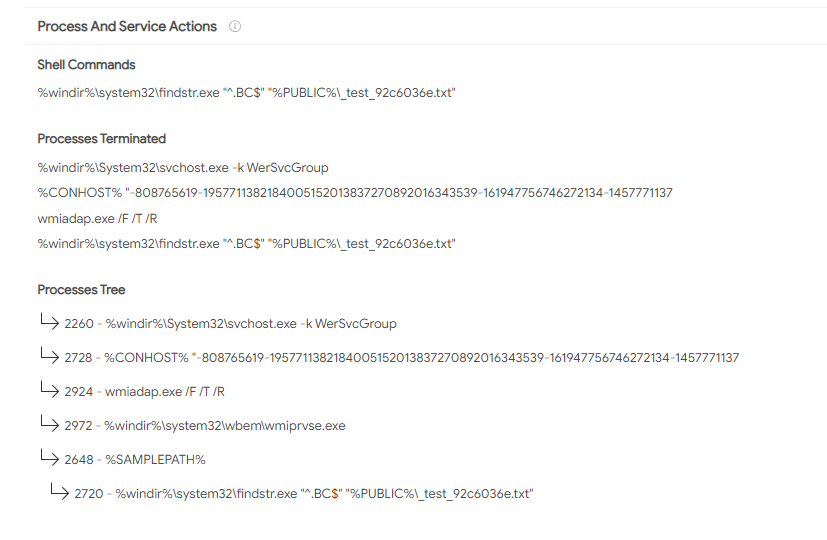 Process And Service Actions
Shell Commands
%windir%\system32\findstr.exe "^.BC$" "%PUBLIC%\_test_92c6036e.txt"
Processes Terminated
%windir%\System32\svchost.exe -k WerSvcGroup
%CONHOST% "-808765619-195771138218400515201383727089201634​3539-161947756746272134-1457771137
wmiadap.exe /F /T /R
%windir%\system32\findstr.exe "^.BC$" "%PUBLIC%\_test_92c6036e.txt"
Processes Tree
2260 - %windir%\System32\svchost.exe -k WerSvcGroup
2728 - %CONHOST% "-808765619-1957711382184005152013837270892016343539-161947756746272134-1457771137
2924 - wmiadap.exe /F /T /R
2972 - %windir%\system32\wbem\wmiprvse.exe
2648 - %SAMPLEPATH%
2720 - %windir%\system32\findstr.exe "^.BC$" "%PUBLIC%\_test_92c6036e.txt"